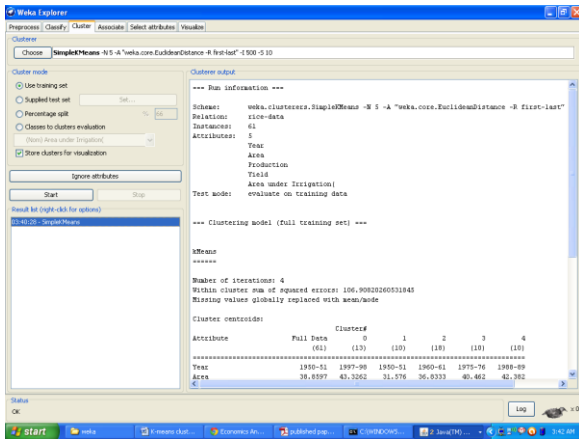 Weka Explorer
Preprocess Classify Cluster Associate Select attributes Visualize
Clusterer
Choose SimpleKMeans -N 5 -A "weka.core.EuclideanDistance -R first-last" -I 500 -S 10
Cluster mode
Use training set
Supplied test set Set...
Percentage split % 66
Classes to clusters evaluation
(Nom) Area under Irrigation(
Store clusters for visualization
Ignore attributes
Start Stop
Result list (right-click for options)
03:40:28 - SimpleKMeans
Clusterer output
=== Run information ===
Scheme: weka.clusterers.SimpleKMeans -N 5 -A "weka.core.EuclideanDistance -R first-last"
Relation: rice-data
Instances: 61
Attributes: 5
Year
Area
Production
Yield
Area under Irrigation(
Test mode: evaluate on training data
=== Clustering model (full training set) ===
kMeans
======
Number of iterations: 4
Within cluster sum of squared errors: 106.90828260531845
Missing values globally replaced with mean/mode
Cluster centroids:
Cluster#
Attribute Full Data 0 1 2 3 4
(61) (13) (10) (18) (10) (10)
Year 1950-51 1997-98 1950-51 1960-61 1975-76 1988-89
Area 38.8597 43.3262 31.576 36.8333 40.462 42.382
Status
OK
Log x 0
start weka K-means clust... Economics An... published pap... C:\WINDOWS... 2 Java(TM) ... 3:42 AM